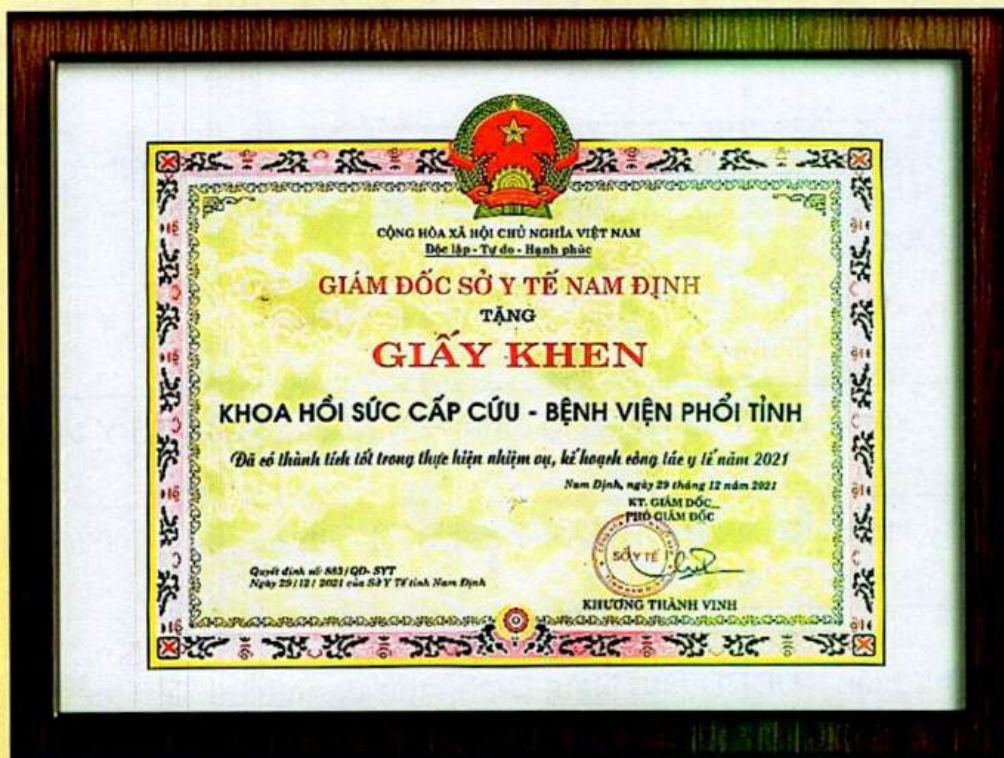 CỘNG HÒA XÃ HỘI CHỦ NGHĨA VIỆT NAM
Độc lập - Tự do - Hạnh phúc
GIÁM ĐỐC SỞ Y TẾ NAM ĐỊNH
TẶNG
GIẤY KHEN
KHOA HỒI SỨC CẤP CỨU - BỆNH VIỆN PHỔI TỈNH
Đã có thành tích tốt trong thực hiện nhiệm vụ, kế hoạch công tác y tế năm 2021
Nam Định, ngày 29 tháng 12 năm 2021
KT. GIÁM ĐỐC
PHÓ GIÁM ĐỐC
SỞ Y TẾ
Quyết định số 883/QĐ- SYT
Ngày 29/12/ 2021 của Sở Y Tế tỉnh Nam Định
KHƯƠNG THÀNH VINH